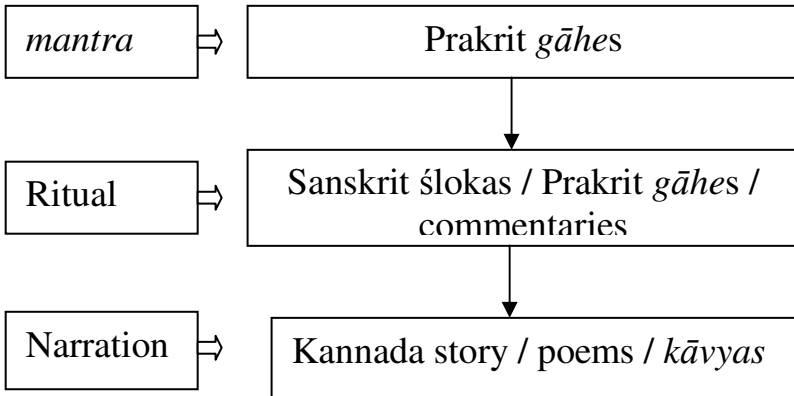 mantra
Prakrit gāhes
Ritual
Sanskrit ślokas / Prakrit gāhes /
commentaries
Narration
Kannada story / poems / kāvyas